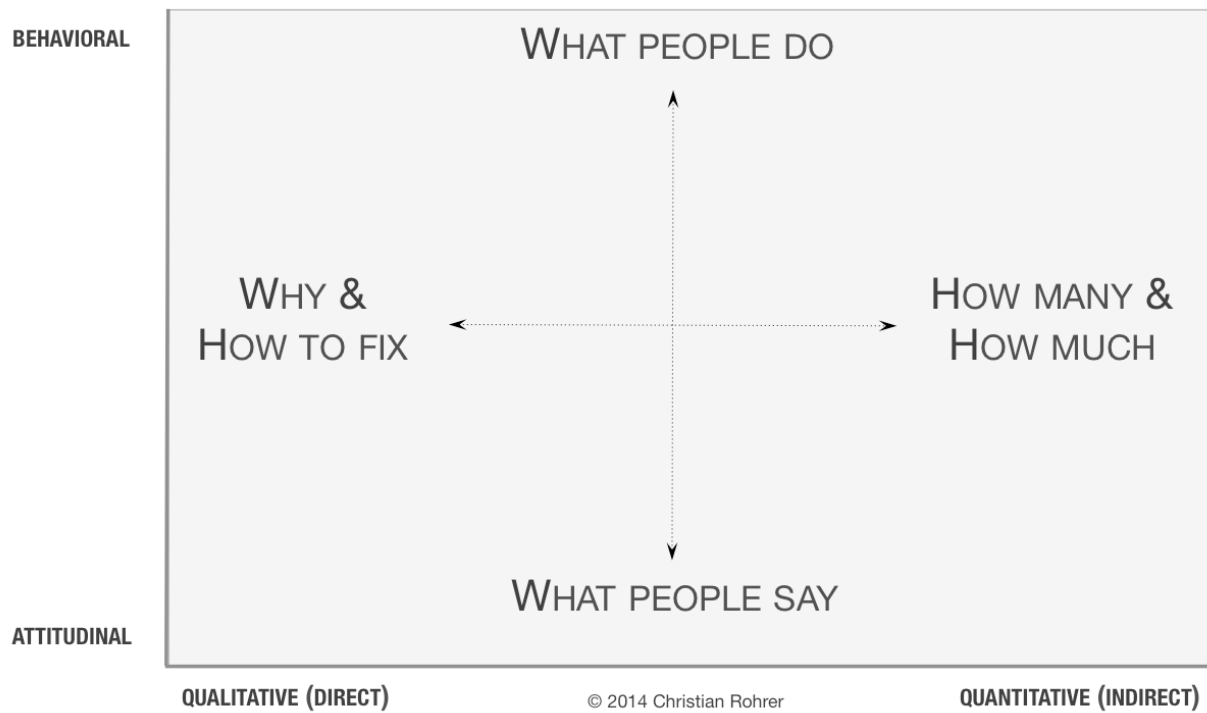 BEHAVIORAL
WHAT PEOPLE DO
WHY &
HOW TO FIX
HOW MANY &
HOW MUCH
WHAT PEOPLE SAY
ATTITUDINAL
QUALITATIVE (DIRECT)
© 2014 Christian Rohrer
QUANTITATIVE (INDIRECT)